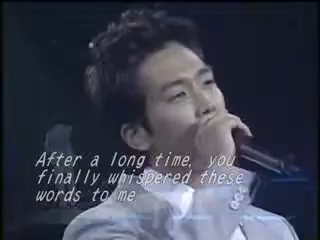 After a long time, you
finally whispered these
words to me.